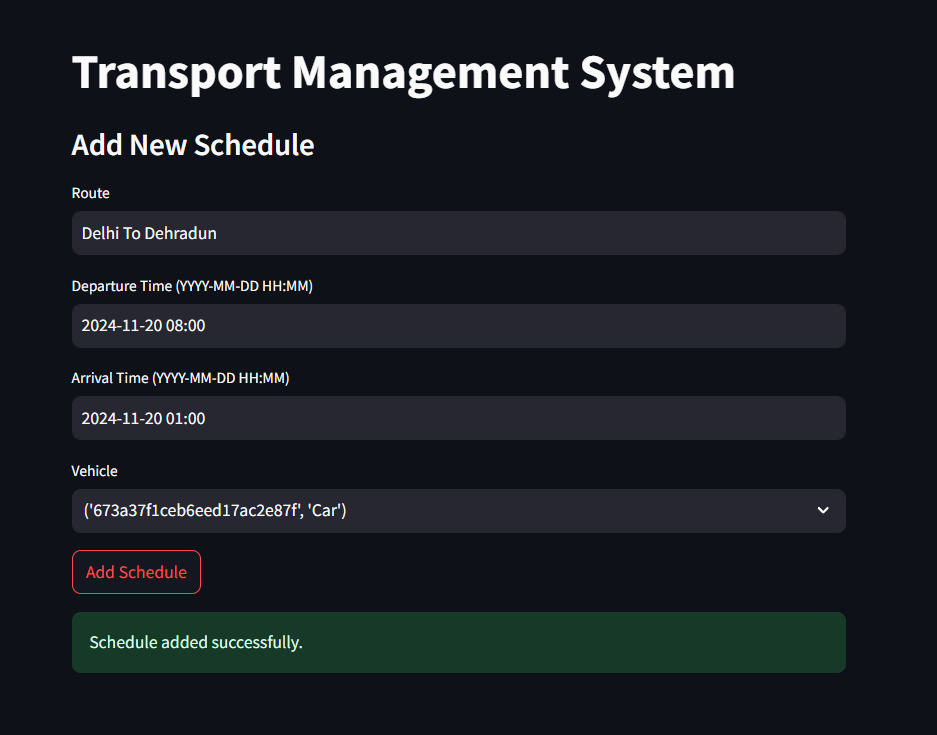 Transport Management System
Add New Schedule
Route
Delhi To Dehradun
Departure Time (YYYY-MM-DD HH:MM)
2024-11-20 08:00
Arrival Time (YYYY-MM-DD HH:MM)
2024-11-20 01:00
Vehicle
('673a37f1ceb6eed17ac2e87f', 'Car')
Add Schedule
Schedule added successfully.